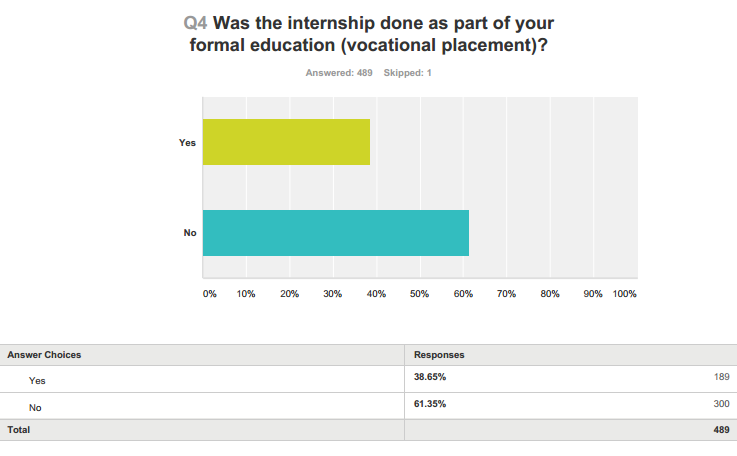 Q4 Was the internship done as part of your
formal education (vocational placement)?
Answered: 489 Skipped: 1
Yes
No
0% 10% 20% 30% 40% 50% 60% 70% 80% 90% 100%
Answer Choices Responses
Yes 38.65% 189
No 61.35% 300
Total 489